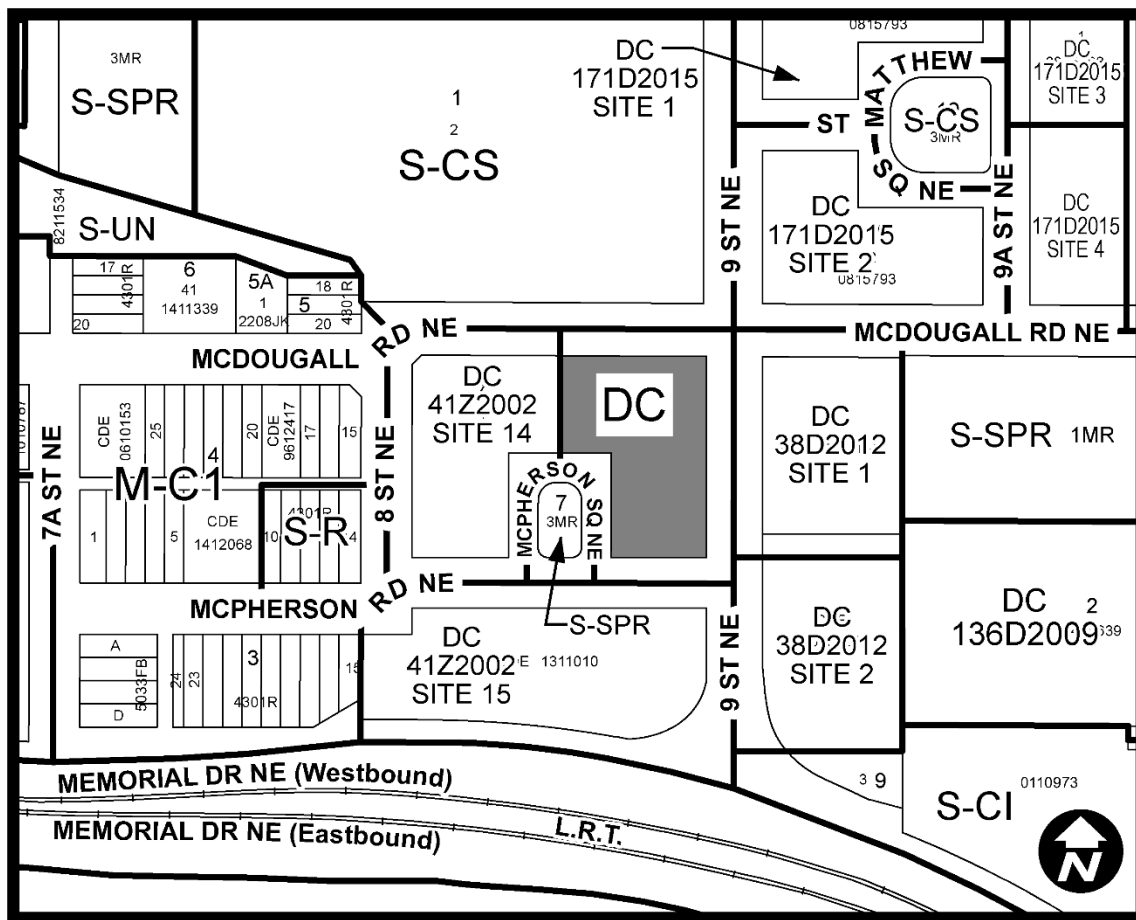 0815793
3MR
S-SPR
DC
171D2015
SITE 1
1
2
S-CS
MATTHEW
ST
SQ NE
S-CS
3MR
1
DC
171D2015
SITE 3
8211534
S-UN
9 ST NE
DC
171D2015
SITE 2
0815793
9A ST NE
DC
171D2015
SITE 4
17
4301R
20
6
41
1411339
5A
1
2208JK
18
5
20
4301R
MCDOUGALL RD NE
MCDOUGALL RD NE
DC
41Z2002
SITE 14
DC
DC
38D2012
SITE 1
S-SPR
1MR
CDE
0610153
25
4
20
CDE
9612417
17
15
M-C1
7A ST NE
8 ST NE
MCPHERSON SQ NE
7
3MR
1
5
CDE
1412068
10
4301R
14
S-R
MCPHERSON RD NE
S-SPR
DC
136D2009
2
A
D
5033FB
24
23
3
4301R
15
DC
41Z2002
SITE 15
1311010
9 ST NE
DC
38D2012
SITE 2
MEMORIAL DR NE (Westbound)
MEMORIAL DR NE (Eastbound)
L.R.T.
3
9
S-CI
0110973
N